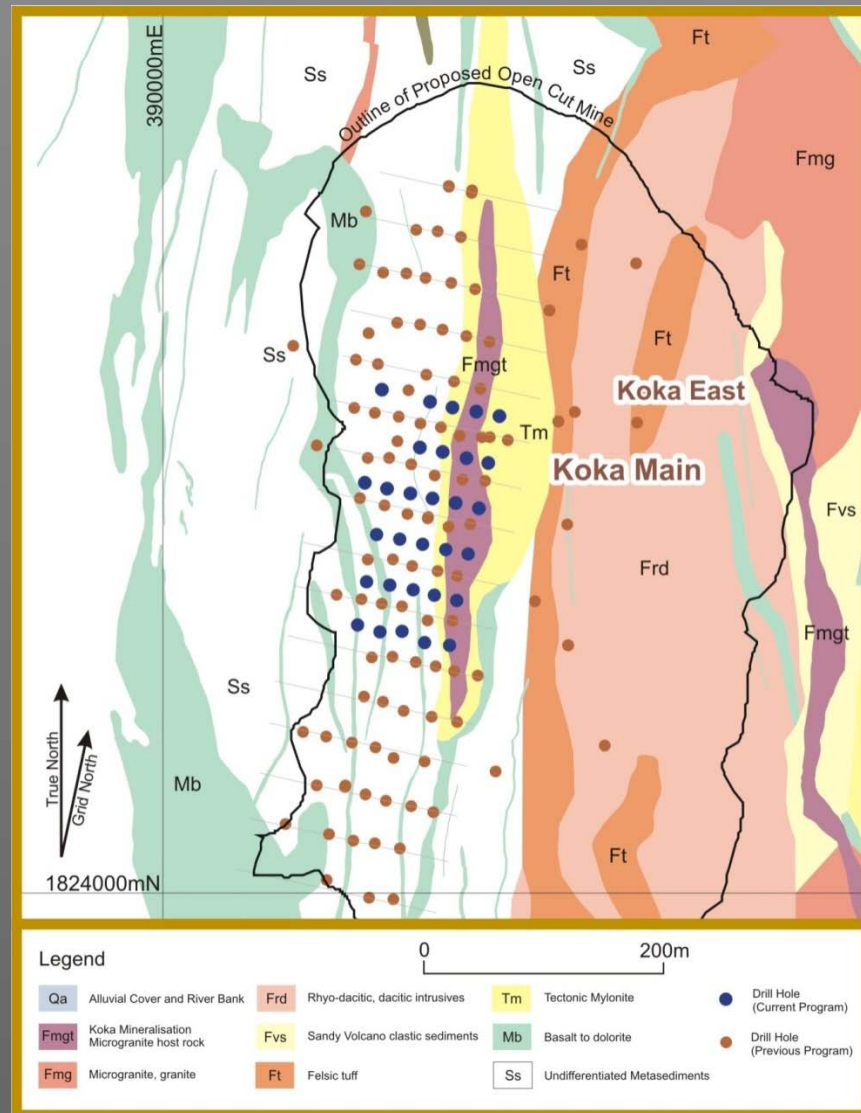 390000mE
Ss
Ft
Ss
Outline of Proposed Open Cut Mine
Fmg
Mb
Ft
Ss
Ft
Fmgt
Koka East
Tm
Koka Main
Fvs
Frd
Fmgt
Ss
True North
Grid North
Mb
Ft
1824000mN
Legend
0 200m
Qa Alluvial Cover and River Bank
Fmgt Koka Mineralisation
Microgranite host rock
Fmg Microgranite, granite
Frd Rhyo-dacitic, dacitic intrusives
Fvs Sandy Volcano clastic sediments
Ft Felsic tuff
Tm Tectonic Mylonite
Mb Basalt to dolorite
Ss Undifferentiated Metasediments
Drill Hole
(Current Program)
Drill Hole
(Previous Program)